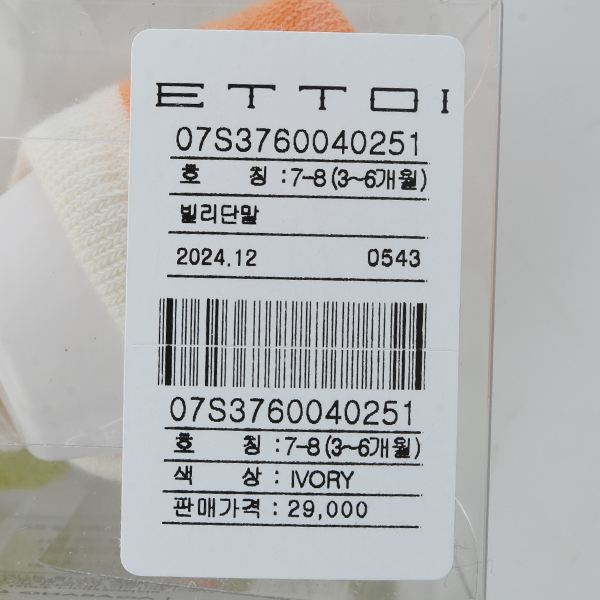 ETTOI
07S3760040251
호 칭 : 7-8 (3~6개월)
빌리단말
2024.12 0543
07S3760040251
호 칭 : 7-8 (3~6개월)
색 상 : IVORY
판매가격 : 29,000